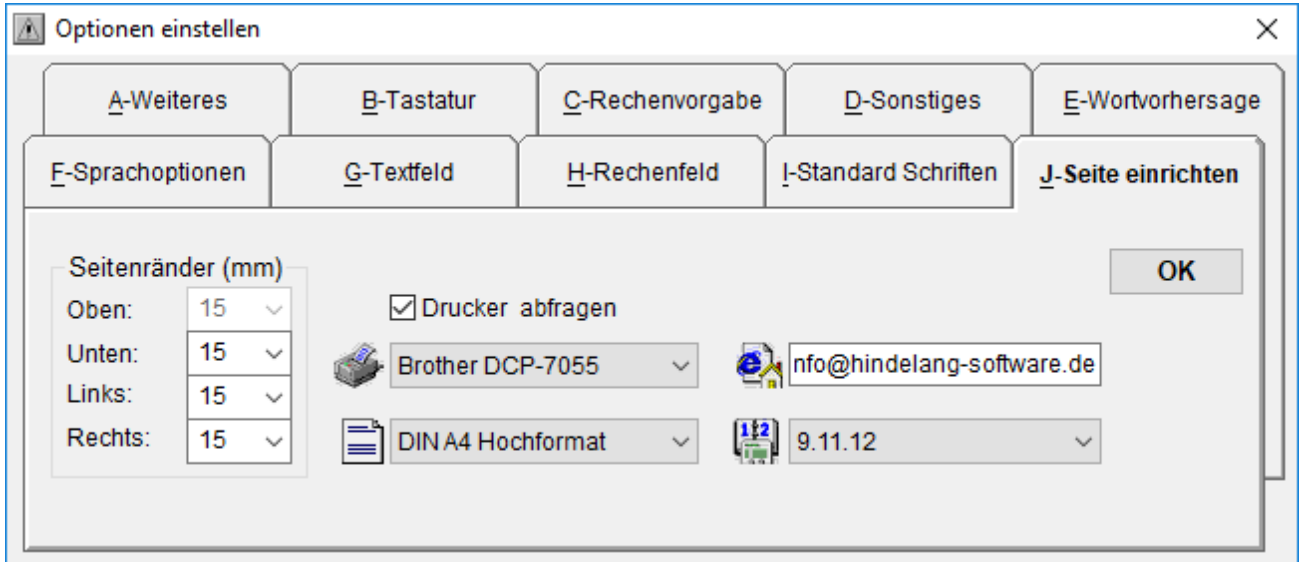 Optionen einstellen
A-Weiteres
B-Tastatur
C-Rechenvorgabe
D-Sonstiges
E-Wortvorhersage
F-Sprachoptionen
G-Textfeld
H-Rechenfeld
I-Standard Schriften
J-Seite einrichten
Seitenränder (mm)
Oben: 15
Unten: 15
Links: 15
Rechts: 15
Drucker abfragen
Brother DCP-7055
DIN A4 Hochformat
nfo@hindelang-software.de
9.11.12
OK